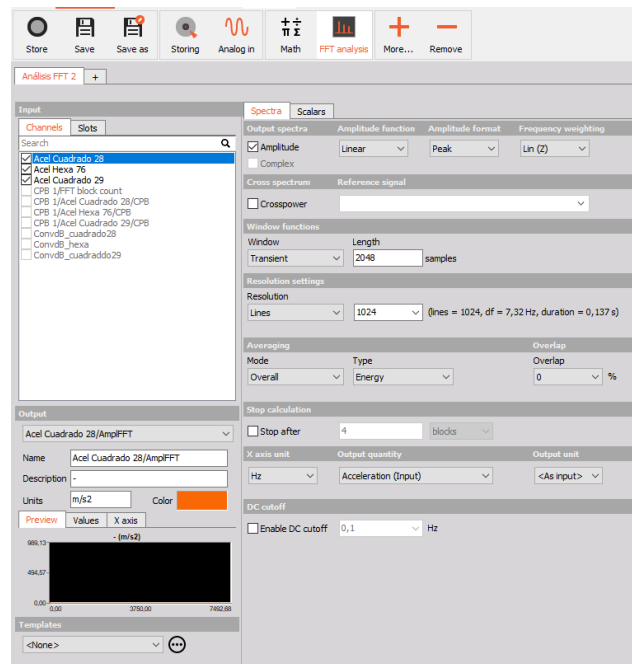 Store Save Save as Storing Analog in Math FFT analysis More... Remove
Análisis FFT 2 +
Input
Channels Slots
Search
Acel Cuadrado 28
Acel Hexa 76
Acel Cuadrado 29
CPB 1/FFT block count
CPB 1/Acel Cuadrado 28/CPB
CPB 1/Acel Hexa 76/CPB
CPB 1/Acel Cuadrado 29/CPB
ConvdB_cuadrado28
ConvdB_hexa
ConvdB_cuadraddo29
Output
Acel Cuadrado 28/AmplFFT
Name Acel Cuadrado 28/AmplFFT
Description -
Units m/s2 Color
Preview Values X axis
- (m/s2)
989,13
494,57
0,00
0,00 3750,00 7492,68
Templates
<None>
Spectra Scalars
Output spectra Amplitude function Amplitude format Frequency weighting
Amplitude Linear Peak Lin (Z)
Complex
Cross spectrum Reference signal
Crosspower
Window functions
Window Length
Transient 2048 samples
Resolution settings
Resolution
Lines 1024 (lines = 1024, df = 7,32 Hz, duration = 0,137 s)
Averaging Overlap
Mode Type Overlap
Overall Energy 0 %
Stop calculation
Stop after 4 blocks
X axis unit Output quantity Output unit
Hz Acceleration (Input) <As input>
DC cutoff
Enable DC cutoff 0,1 Hz